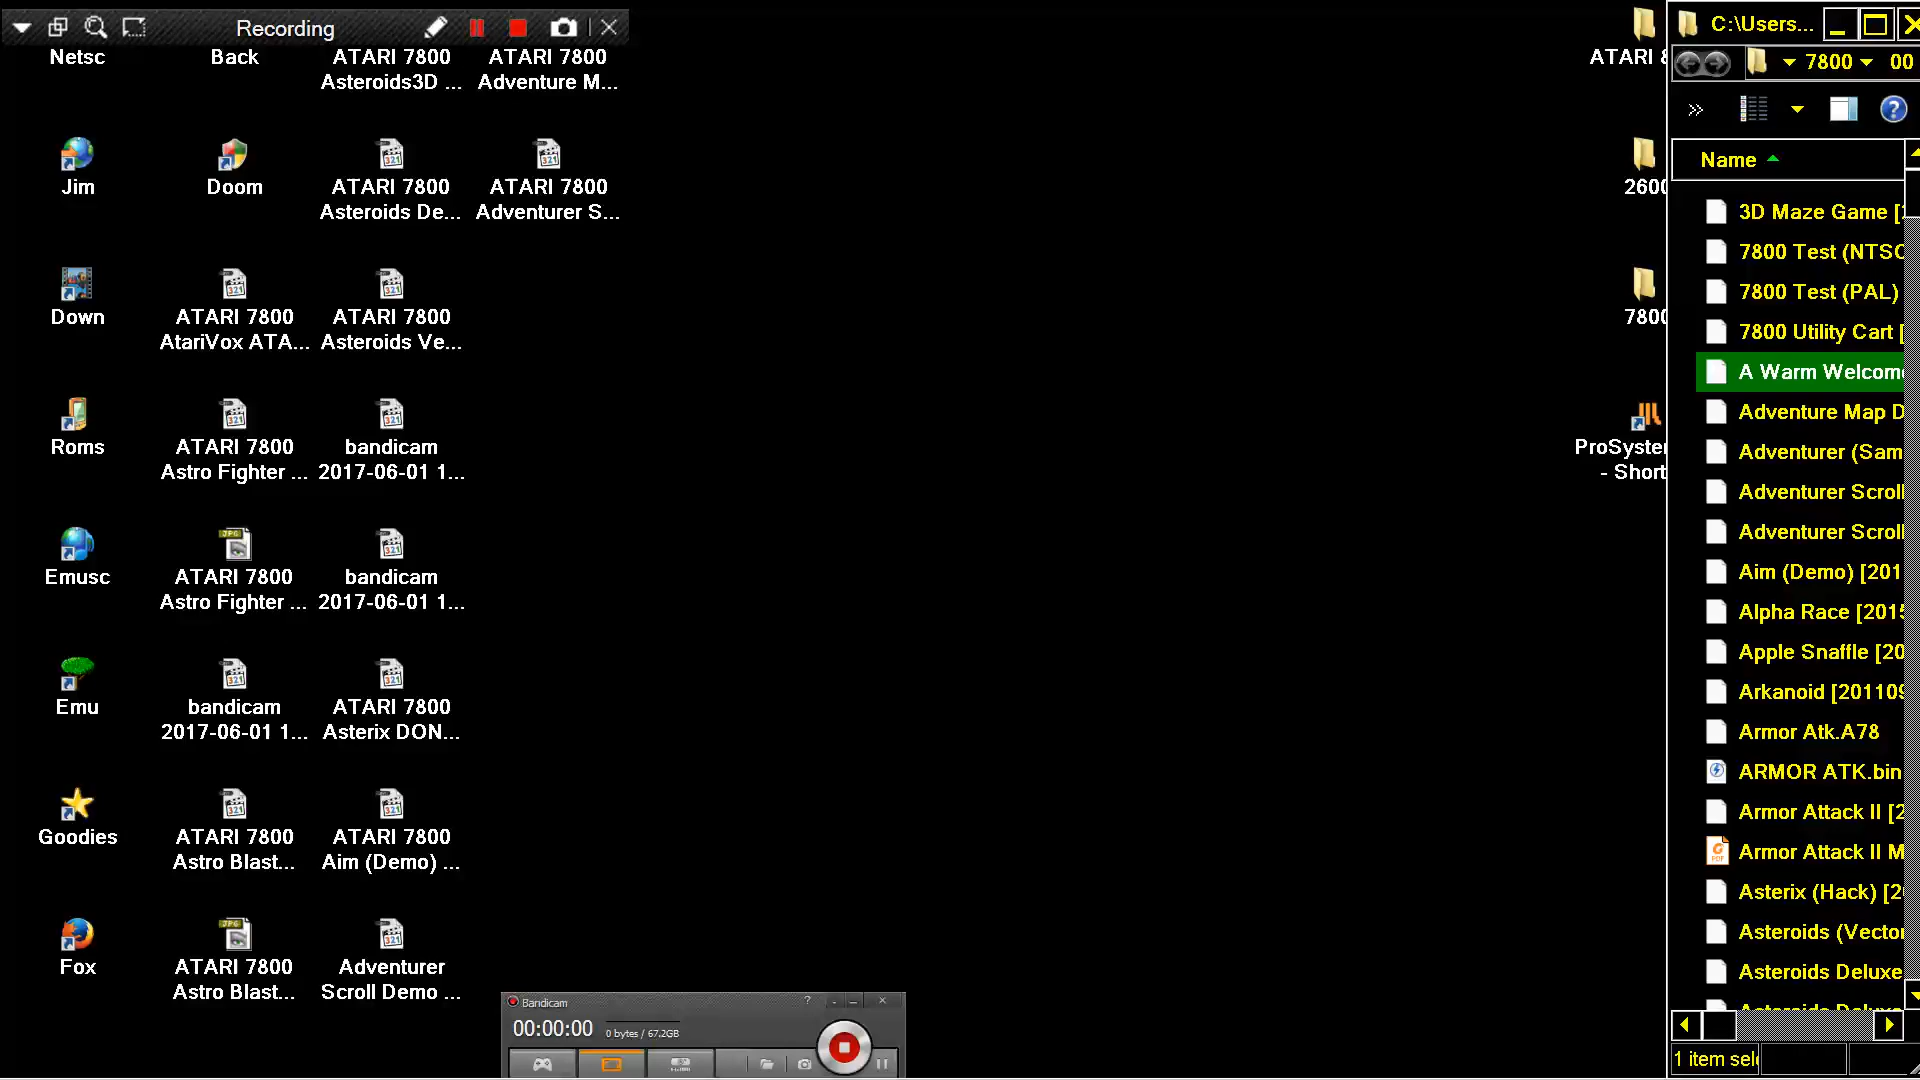 Recording
Netsc
Back
ATARI 7800
Asteroids3D ...
ATARI 7800
Adventure M...
Jim
Doom
ATARI 7800
Asteroids De...
ATARI 7800
Adventurer S...
Down
ATARI 7800
AtariVox ATA...
ATARI 7800
Asteroids Ve...
Roms
ATARI 7800
Astro Fighter ...
bandicam
2017-06-01 1...
Emusc
ATARI 7800
Astro Fighter ...
bandicam
2017-06-01 1...
Emu
bandicam
2017-06-01 1...
ATARI 7800
Asterix DON...
Goodies
ATARI 7800
Astro Blast...
ATARI 7800
Aim (Demo) ...
Fox
ATARI 7800
Astro Blast...
Adventurer
Scroll Demo ...
Bandicam
00:00:00
0 bytes / 67.2GB
ATARI
2600
7800
ProSyster
- Short
C:\Users...
7800 00
Name
3D Maze Game [
7800 Test (NTSC
7800 Test (PAL)
7800 Utility Cart [
A Warm Welcome
Adventure Map D
Adventurer (Sam
Adventurer Scroll
Adventurer Scroll
Aim (Demo) [201
Alpha Race [2015
Apple Snaffle [20
Arkanoid [201109
Armor Atk.A78
ARMOR ATK.bin
Armor Attack II [2
Armor Attack II M
Asterix (Hack) [2
Asteroids (Vector
Asteroids Deluxe
1 item sel